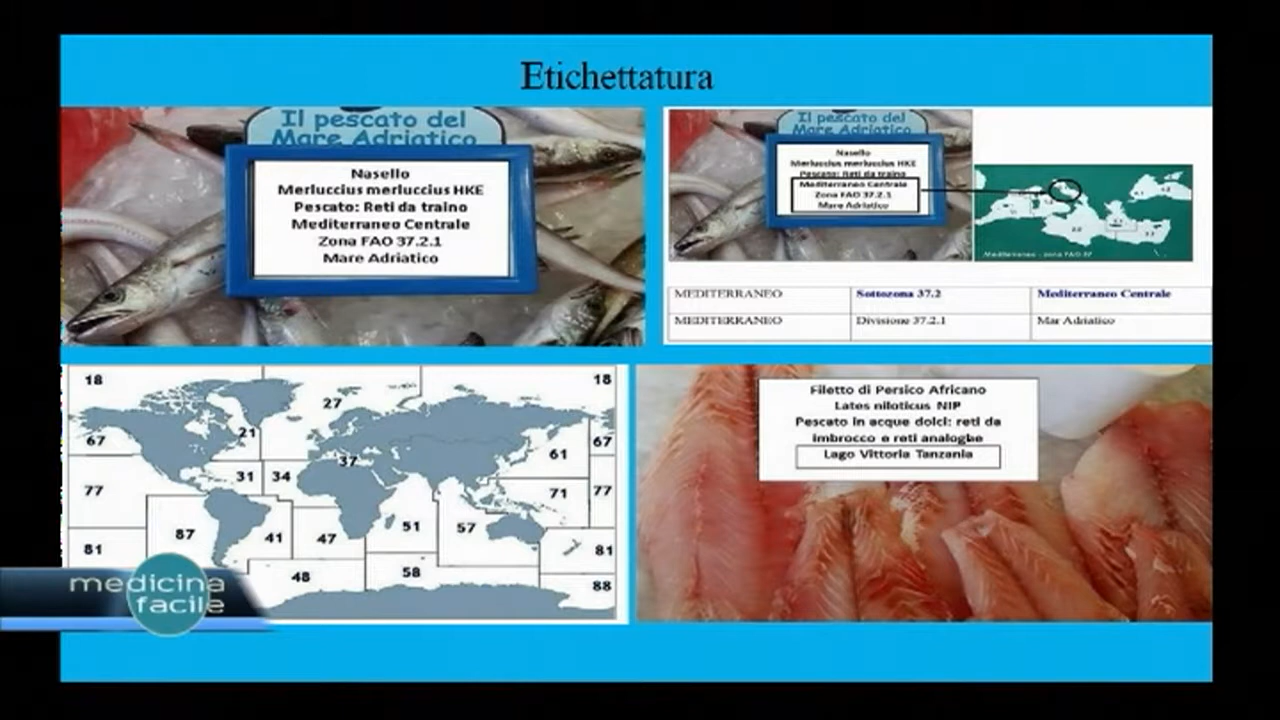 Etichettatura
Il pescato del
Mare Adriatico
Nasello
Merluccius merluccius HKE
Pescato: Reti da traino
Mediterraneo Centrale
Zona FAO 37.2.1
Mare Adriatico
Il pescato del
Mare Adriatico
Nasello
Merluccius merluccius HKE
Pescato: Reti da traino
Mediterraneo Centrale
Zona FAO 37.2.1
Mare Adriatico
Mediterraneo - zona FAO 37
MEDITERRANEO Sottozona 37.2 Mediterraneo Centrale
MEDITERRANEO Divisione 37.2.1 Mar Adriatico
18 18
27
21
67 67
37
61
31 34
77 71 77
87 41 47 51 57
81 81
48 58
88
Filetto di Persico Africano
Lates niloticus NIP
Pescato in acque dolci: reti da
imbrocco e reti analoghe
Lago Vittoria Tanzania
medicina
facile